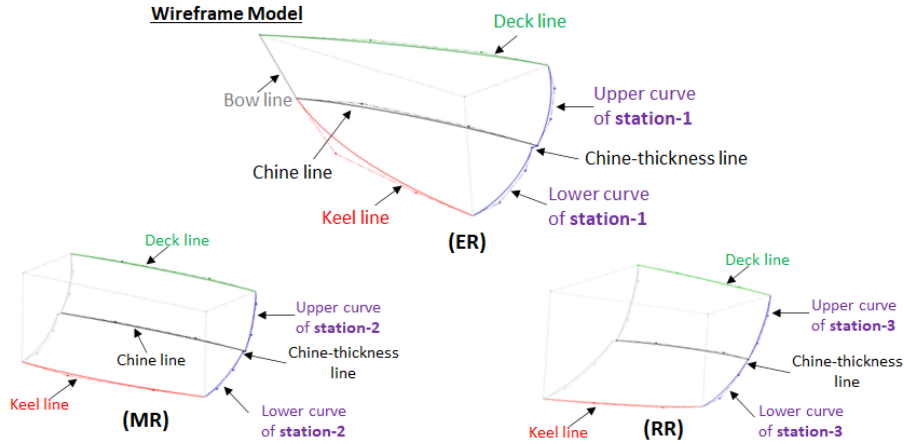 Wireframe Model
Deck line
Bow line
Upper curve
of station-1
Chine line
Chine-thickness line
Keel line
Lower curve
of station-1
(ER)
Deck line
Upper curve
of station-2
Chine line
Chine-thickness
line
Keel line
(MR)
Lower curve
of station-2
Deck line
Upper curve
of station-3
Chine-thickness
line
Keel line
(RR)
Lower curve
of station-3